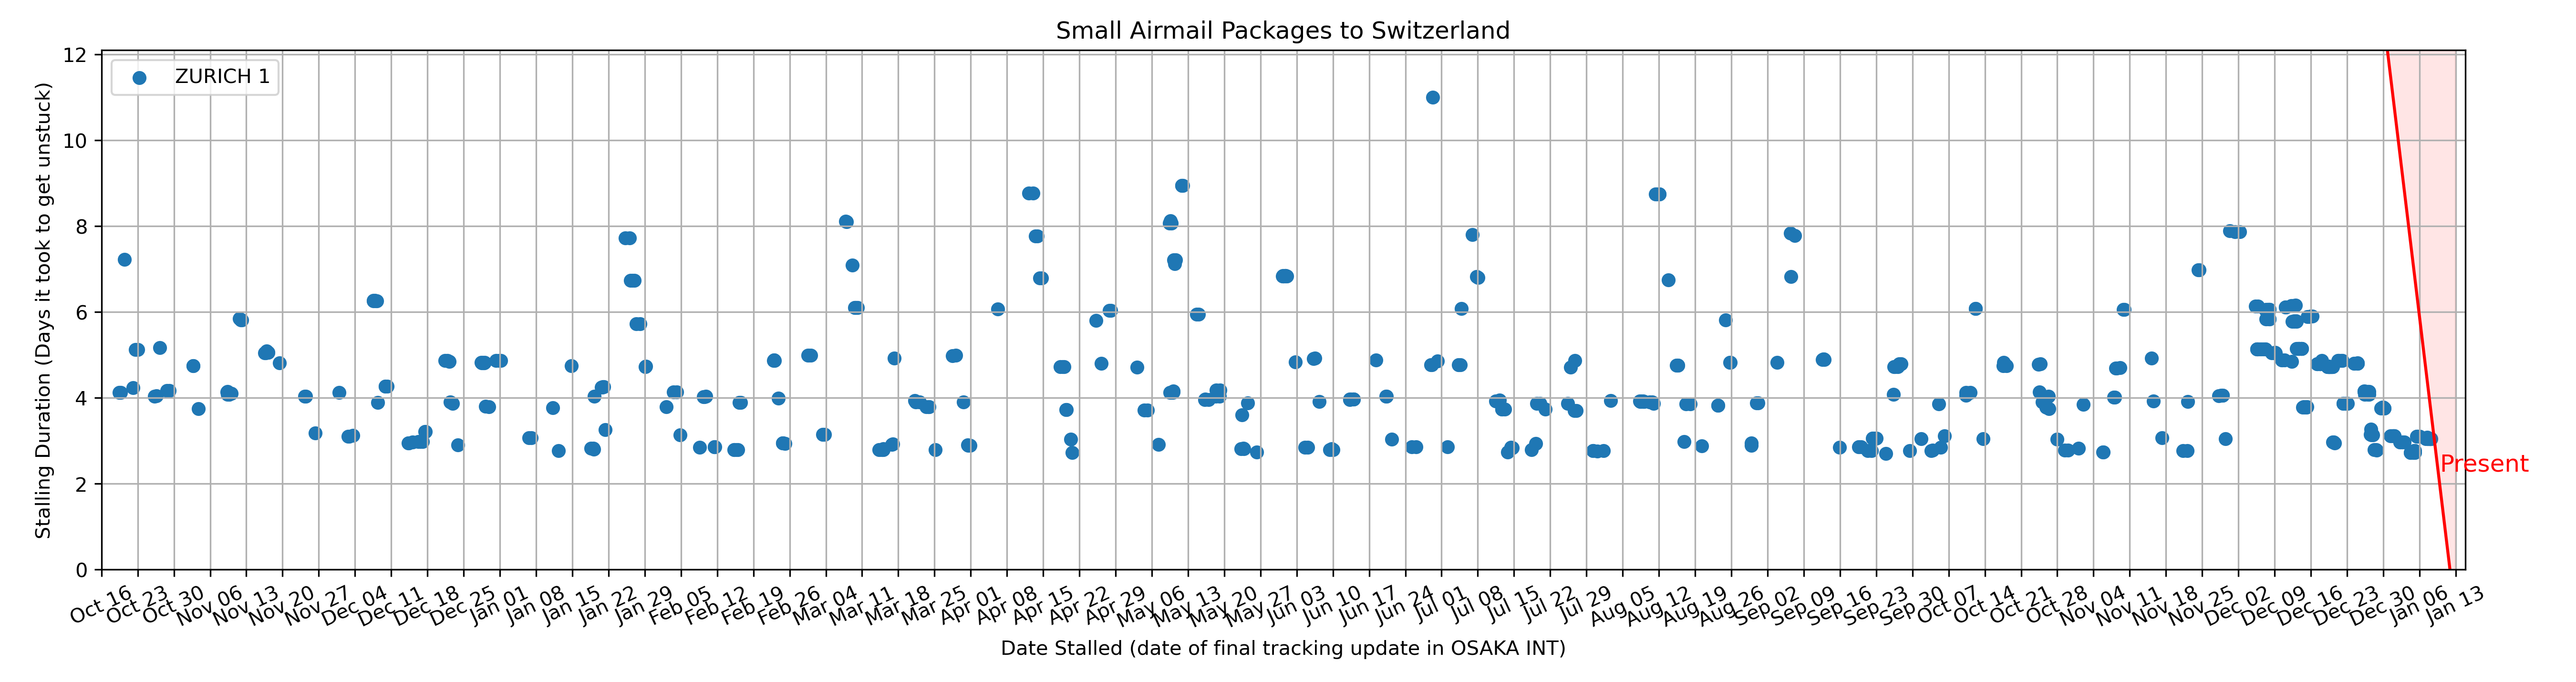 Small Airmail Packages to Switzerland
ZURICH 1
Stalling Duration (Days it took to get unstuck)
12
10
8
6
4
2
0
Present
Oct 16
Oct 23
Oct 30
Nov 06
Nov 13
Nov 20
Nov 27
Dec 04
Dec 11
Dec 18
Dec 25
Jan 01
Jan 08
Jan 15
Jan 22
Jan 29
Feb 05
Feb 12
Feb 19
Feb 26
Mar 04
Mar 11
Mar 18
Mar 25
Apr 01
Apr 08
Apr 15
Apr 22
Apr 29
May 06
May 13
May 20
May 27
Jun 03
Jun 10
Jun 17
Jun 24
Jul 01
Jul 08
Jul 15
Jul 22
Jul 29
Aug 05
Aug 12
Aug 19
Aug 26
Sep 02
Sep 09
Sep 16
Sep 23
Sep 30
Oct 07
Oct 14
Oct 21
Oct 28
Nov 04
Nov 11
Nov 18
Nov 25
Dec 02
Dec 09
Dec 16
Dec 23
Dec 30
Jan 06
Jan 13
Date Stalled (date of final tracking update in OSAKA INT)